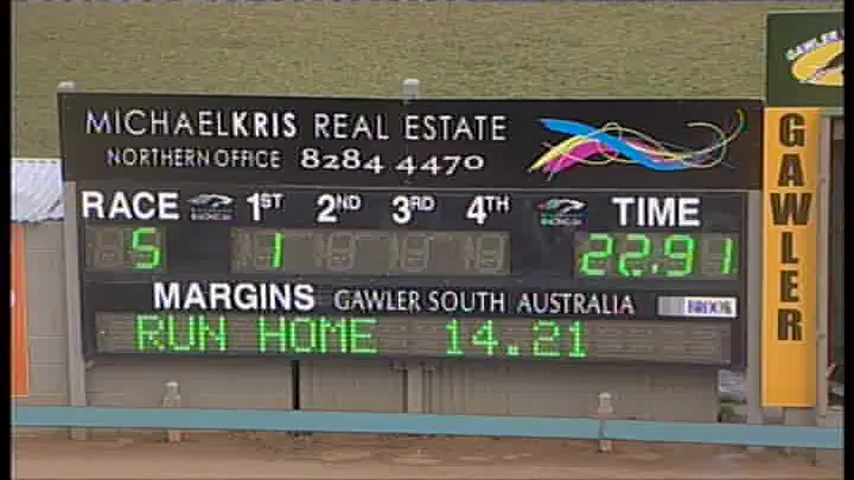 GAWLER
MICHAELKRIS REAL ESTATE
NORTHERN OFFICE 8284 4470
RACE 1ST 2ND 3RD 4TH TIME
5 1 22.91
MARGINS GAWLER SOUTH AUSTRALIA
RUN HOME 14.21
GAWLER